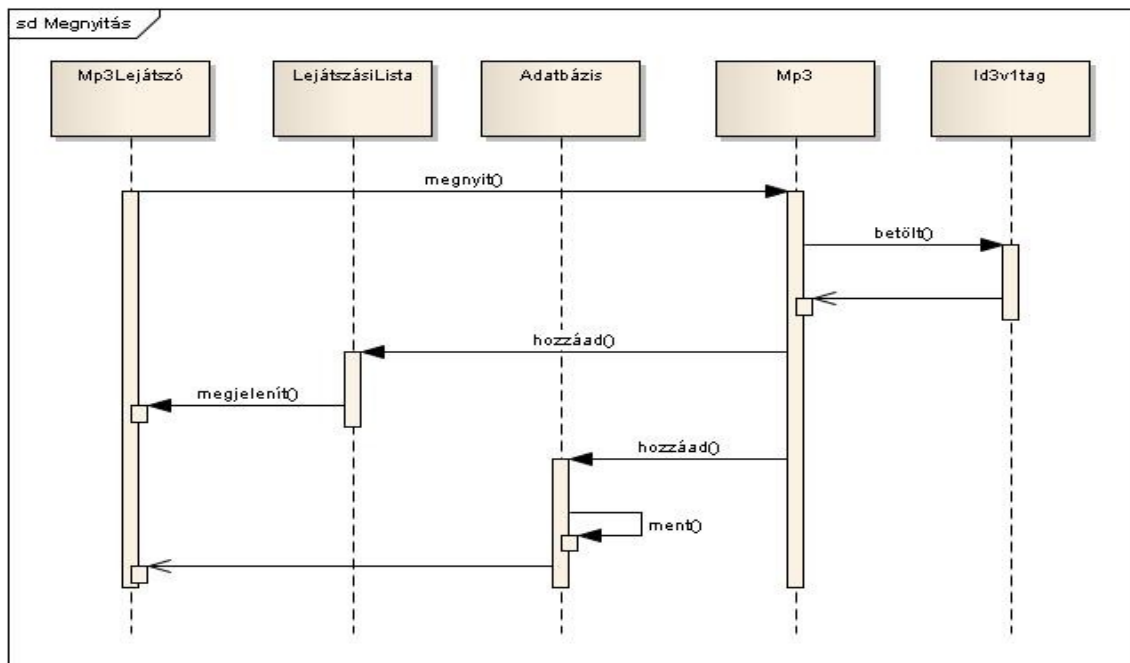 sd Megnyitás
Mp3Lejátszó
LejátszásiLista
Adatbázis
Mp3
Id3v1tag
megnyit()
betölt()
hozzáad()
megjelenít()
hozzáad()
ment()